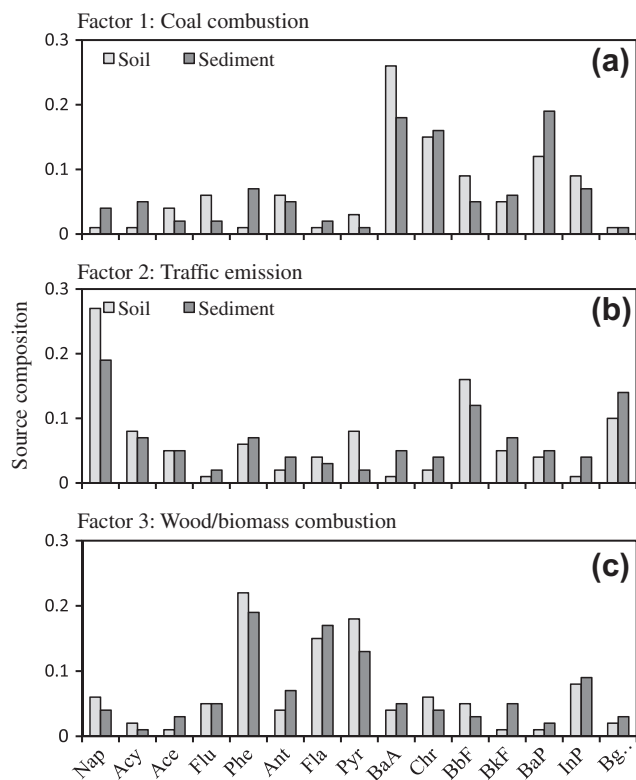 Factor 1: Coal combustion
0.3
Soil
Sediment
(a)
0.2
0.1
0
Factor 2: Traffic emission
0.3
Soil
Sediment
(b)
0.2
0.1
0
Source compositon
Factor 3: Wood/biomass combustion
0.3
(c)
0.2
0.1
0
Nap Acy Ace Flu Phe Ant Fla Pyr BaA Chr BbF BkF BaP InP Bg...